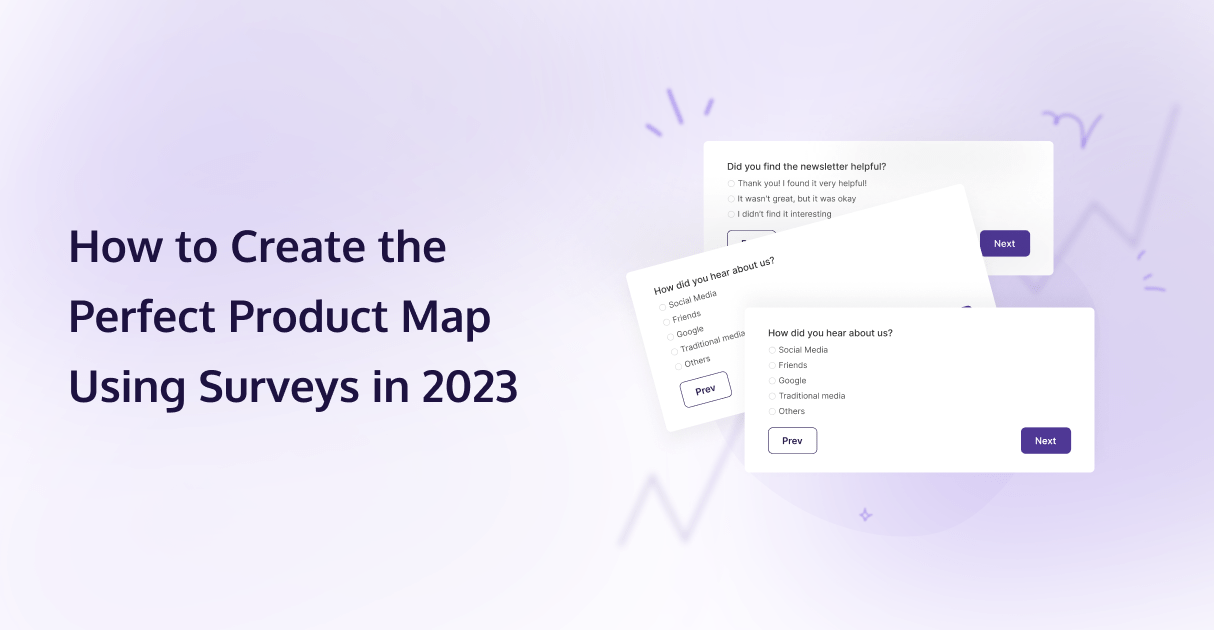 How to Create the
Perfect Product Map
Using Surveys in 2023
Did you find the newsletter helpful?
Thank you! I found it very helpful!
It wasn't great, but it was okay
I didn't find it interesting
Next
How did you hear about us?
Social Media
Friends
Google
Traditional media
Others
Prev
How did you hear about us?
Social Media
Friends
Google
Traditional media
Others
Prev
Next